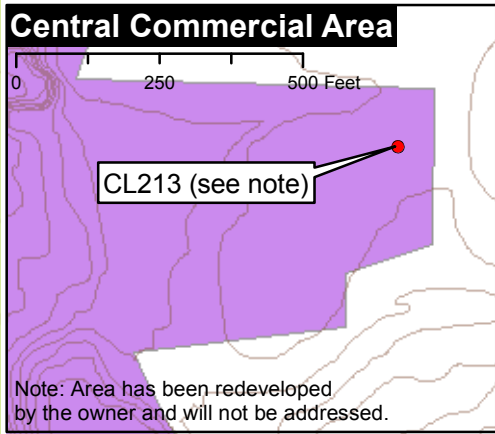 Central Commercial Area
0 250 500 Feet
CL213 (see note)
Note: Area has been redeveloped
by the owner and will not be addressed.